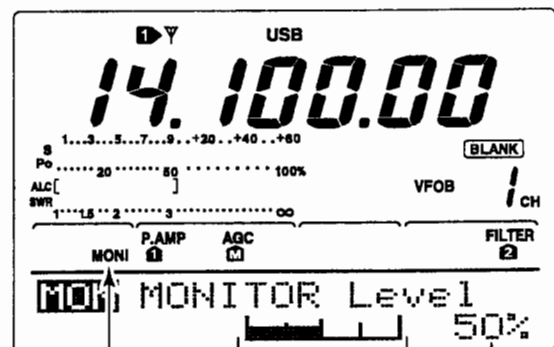 1 USB
14.100.00
1...3...5...7...9..+20..+40..+60
S
BLANK
Po 20 50 100%
ALC
VFOB 1 CH
SWR
1 1.5 2 3 ∞
P.AMP AGC FILTER
MONI 1 M 2
MONITOR Level
50%